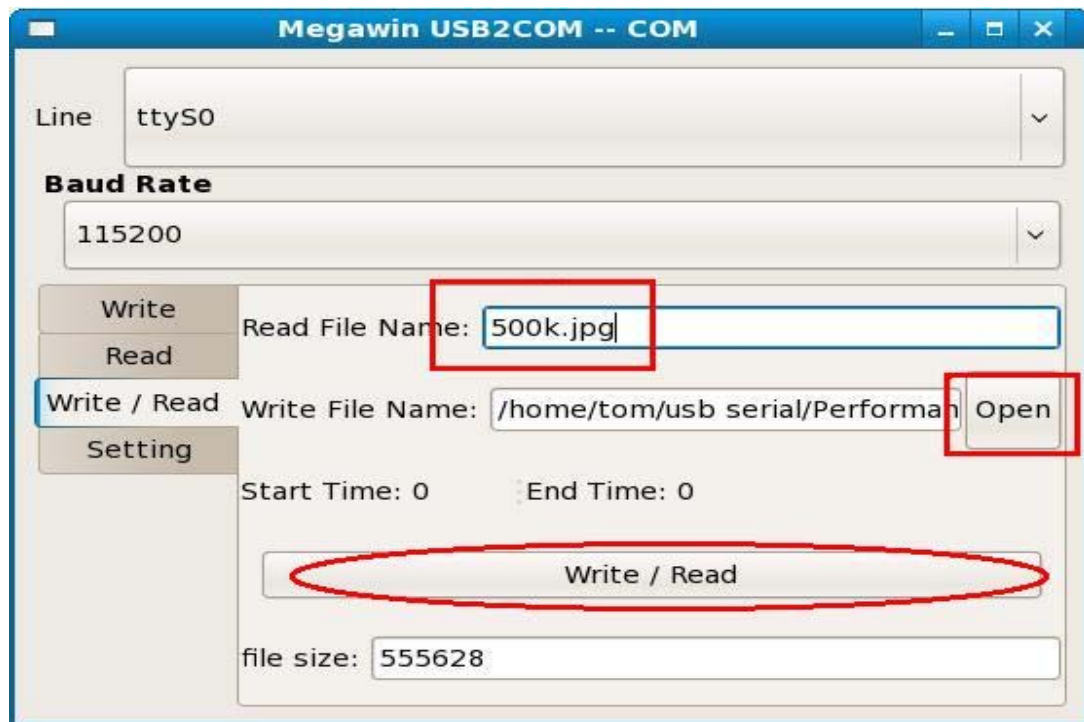 Megawin USB2COM -- COM
Line ttyS0
Baud Rate
115200
Write
Read File Name: 500k.jpg
Read
Write / Read
Write File Name: /home/tom/usb serial/Performan Open
Setting
Start Time: 0 End Time: 0
Write / Read
file size: 555628